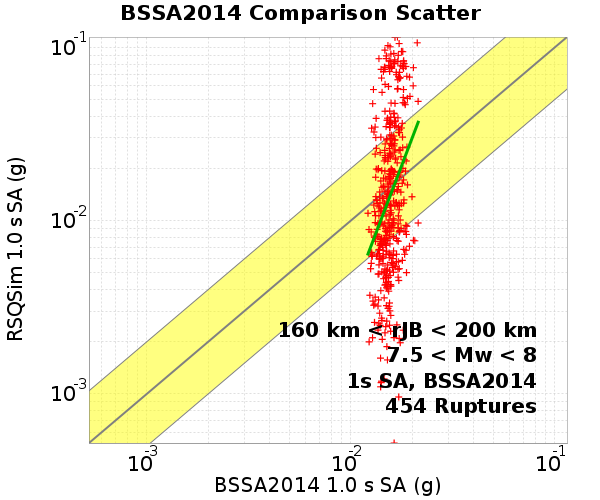 BSSA2014 Comparison Scatter
RSQSim 1.0 s SA (g)
10-1
10-2
10-3
160 km < rJB < 200 km
7.5 < Mw < 8
1s SA, BSSA2014
454 Ruptures
10-3
10-2
10-1
BSSA2014 1.0 s SA (g)